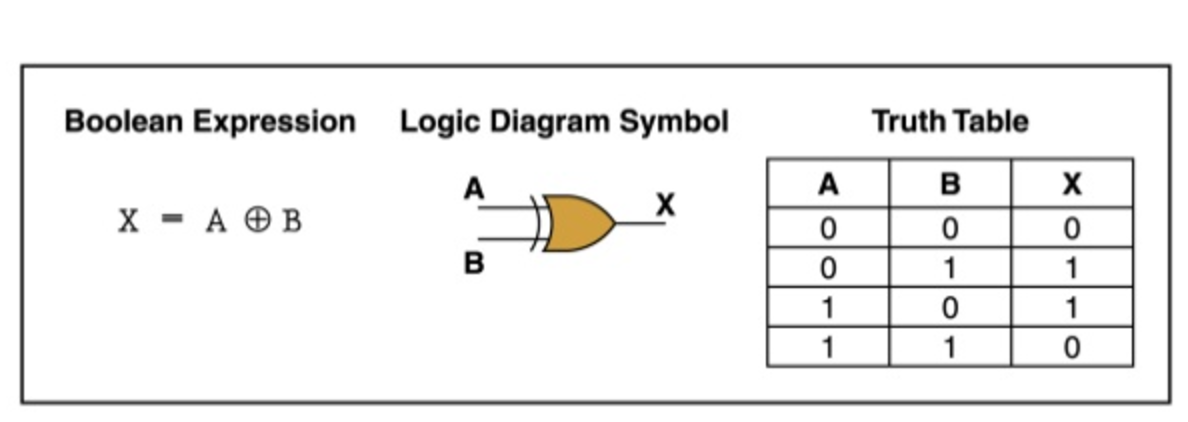 Boolean Expression
Logic Diagram Symbol
Truth Table
X = A ⊕ B
A
B
X
A B X
0 0 0
0 1 1
1 0 1
1 1 0